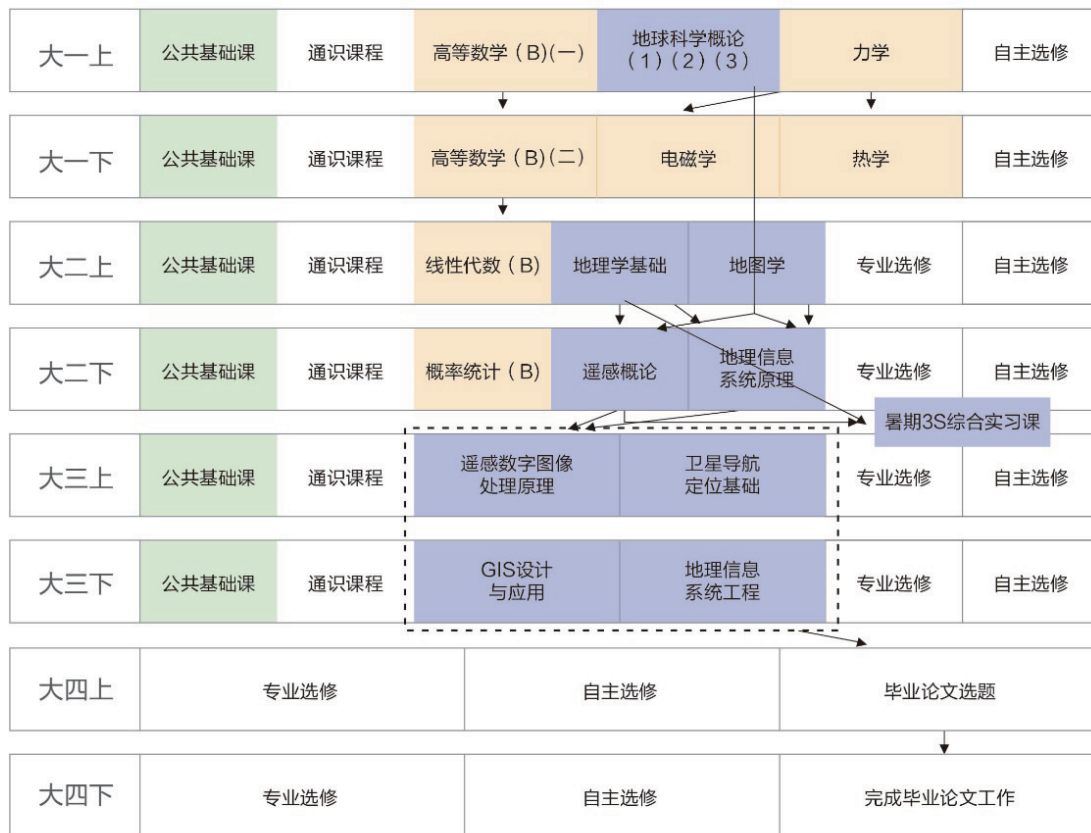 大一上
公共基础课
通识课程
高等数学（B）(一）
地球科学概论
（1）（2）（3）
力学
自主选修
大一下
公共基础课
通识课程
高等数学（B）(二）
电磁学
热学
自主选修
大二上
公共基础课
通识课程
线性代数（B）
地理学基础
地图学
专业选修
自主选修
大二下
公共基础课
通识课程
概率统计（B）
遥感概论
地理信息
系统原理
专业选修
自主选修
暑期3S综合实习课
大三上
公共基础课
通识课程
遥感数字图像
处理原理
卫星导航
定位基础
专业选修
自主选修
大三下
公共基础课
通识课程
GIS设计
与应用
地理信息
系统工程
专业选修
自主选修
大四上
专业选修
自主选修
毕业论文选题
大四下
专业选修
自主选修
完成毕业论文工作